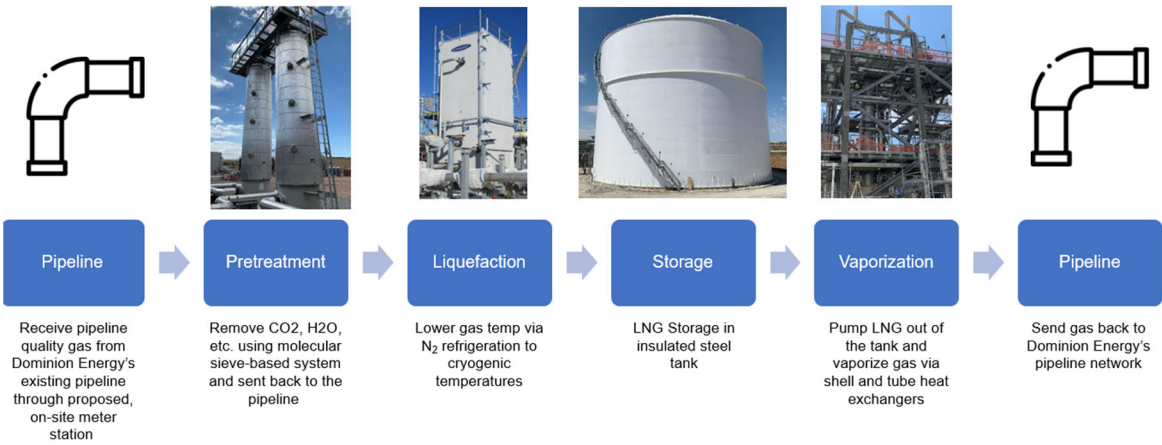 Pipeline
Pretreatment
Liquefaction
Storage
Vaporization
Pipeline
Receive pipeline
quality gas from
Dominion Energy's
existing pipeline
through proposed,
on-site meter
station
Remove CO2, H2O,
etc. using molecular
sieve-based system
and sent back to the
pipeline
Lower gas temp via
N₂ refrigeration to
cryogenic
temperatures
LNG Storage in
insulated steel
tank
Pump LNG out of
the tank and
vaporize gas via
shell and tube heat
exchangers
Send gas back to
Dominion Energy's
pipeline network